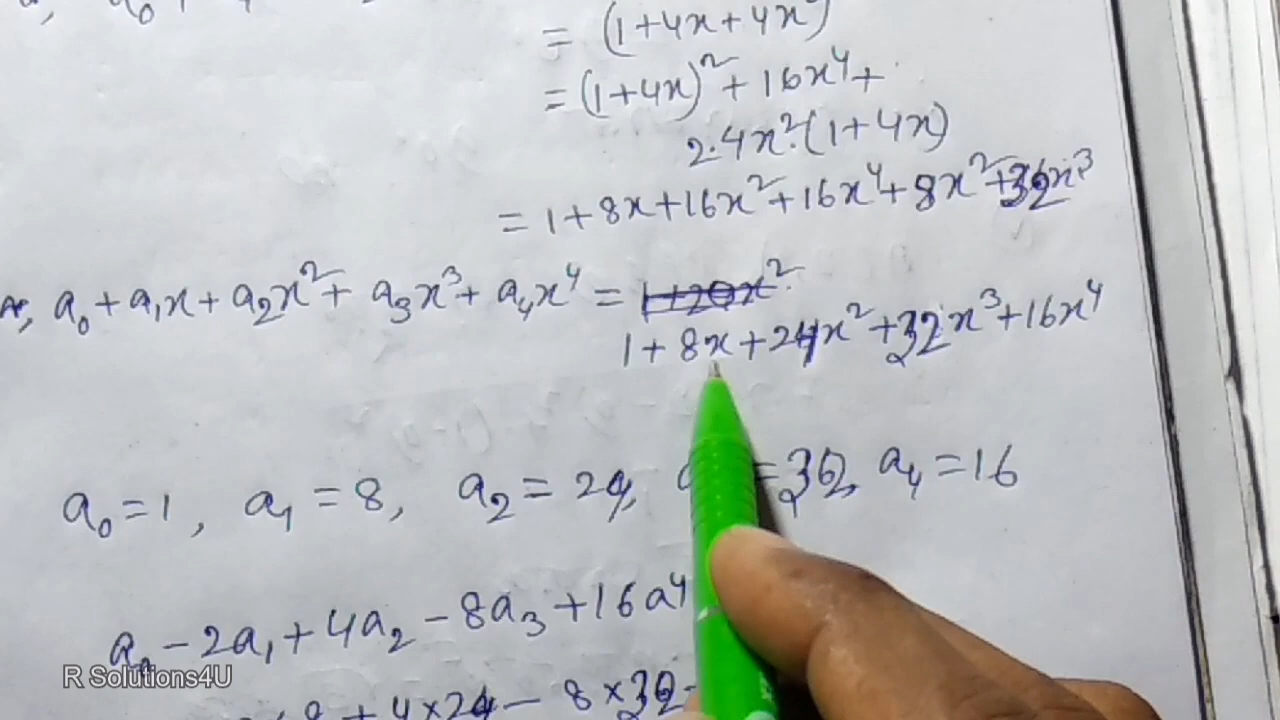 a0
= (1+4x+4x²
= (1+4x)² + 16x⁴ +
2.4x².(1+4x)
= 1+8x+16x²+16x⁴+8x²+32x³
a₀+a₁x+a₂x²+a₃x³+a₄x⁴ = 1+20x²
1+8x+24x²+32x³+16x⁴
a₀=1, a₁=8, a₂=24, =32, a₄=16
a₀-2a₁+4a₂-8a₃+16a⁴
8+4×24-8×32-
R Solutions4U